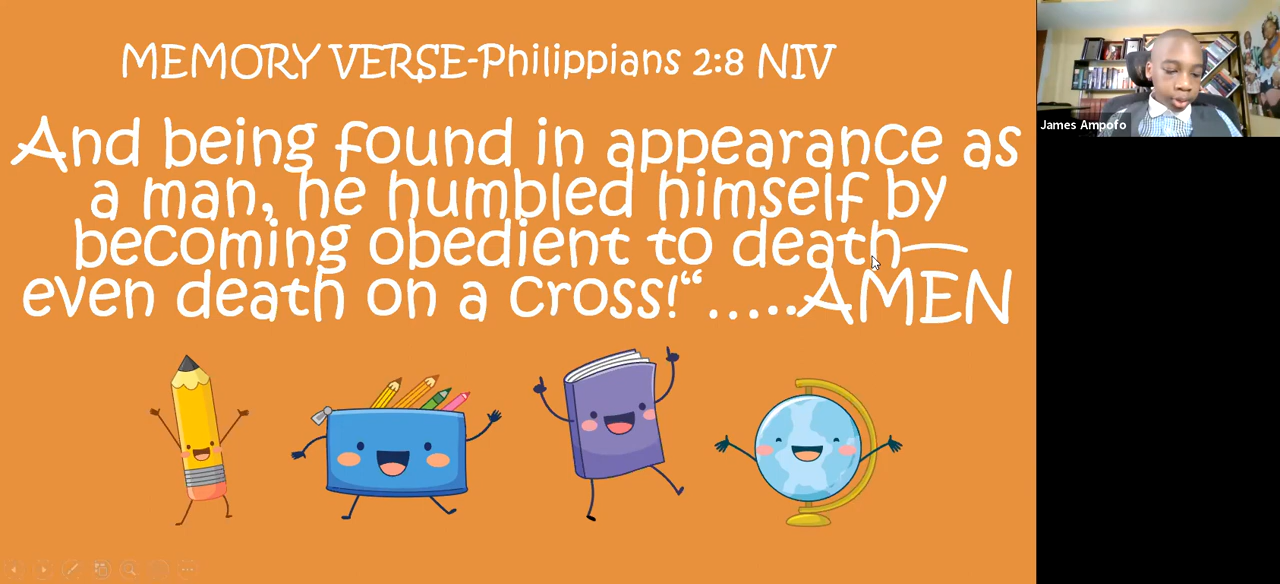 MEMORY VERSE-Philippians 2:8 NIV
And being found in appearance as
a man, he humbled himself by
becoming obedient to death—
even death on a cross!“.....AMEN
James Ampofo